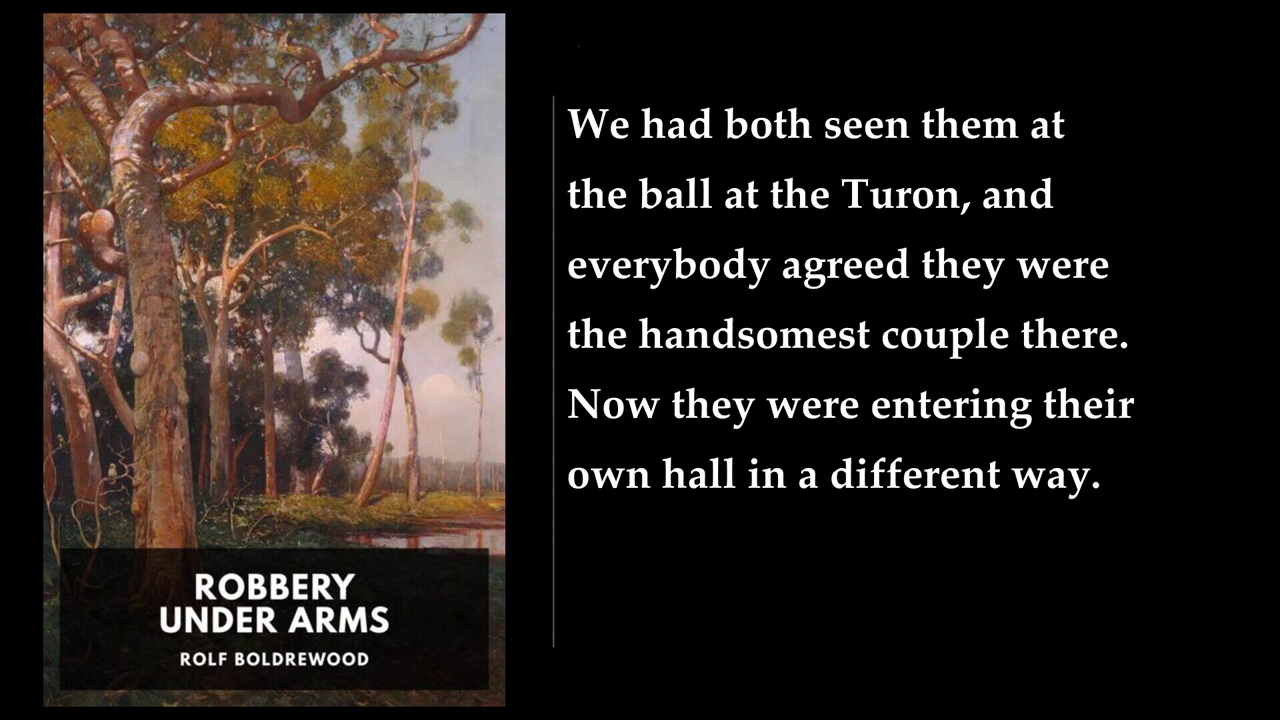 ROBBERY
UNDER ARMS
ROLF BOLDREWOOD
We had both seen them at
the ball at the Turon, and
everybody agreed they were
the handsomest couple there.
Now they were entering their
own hall in a different way.